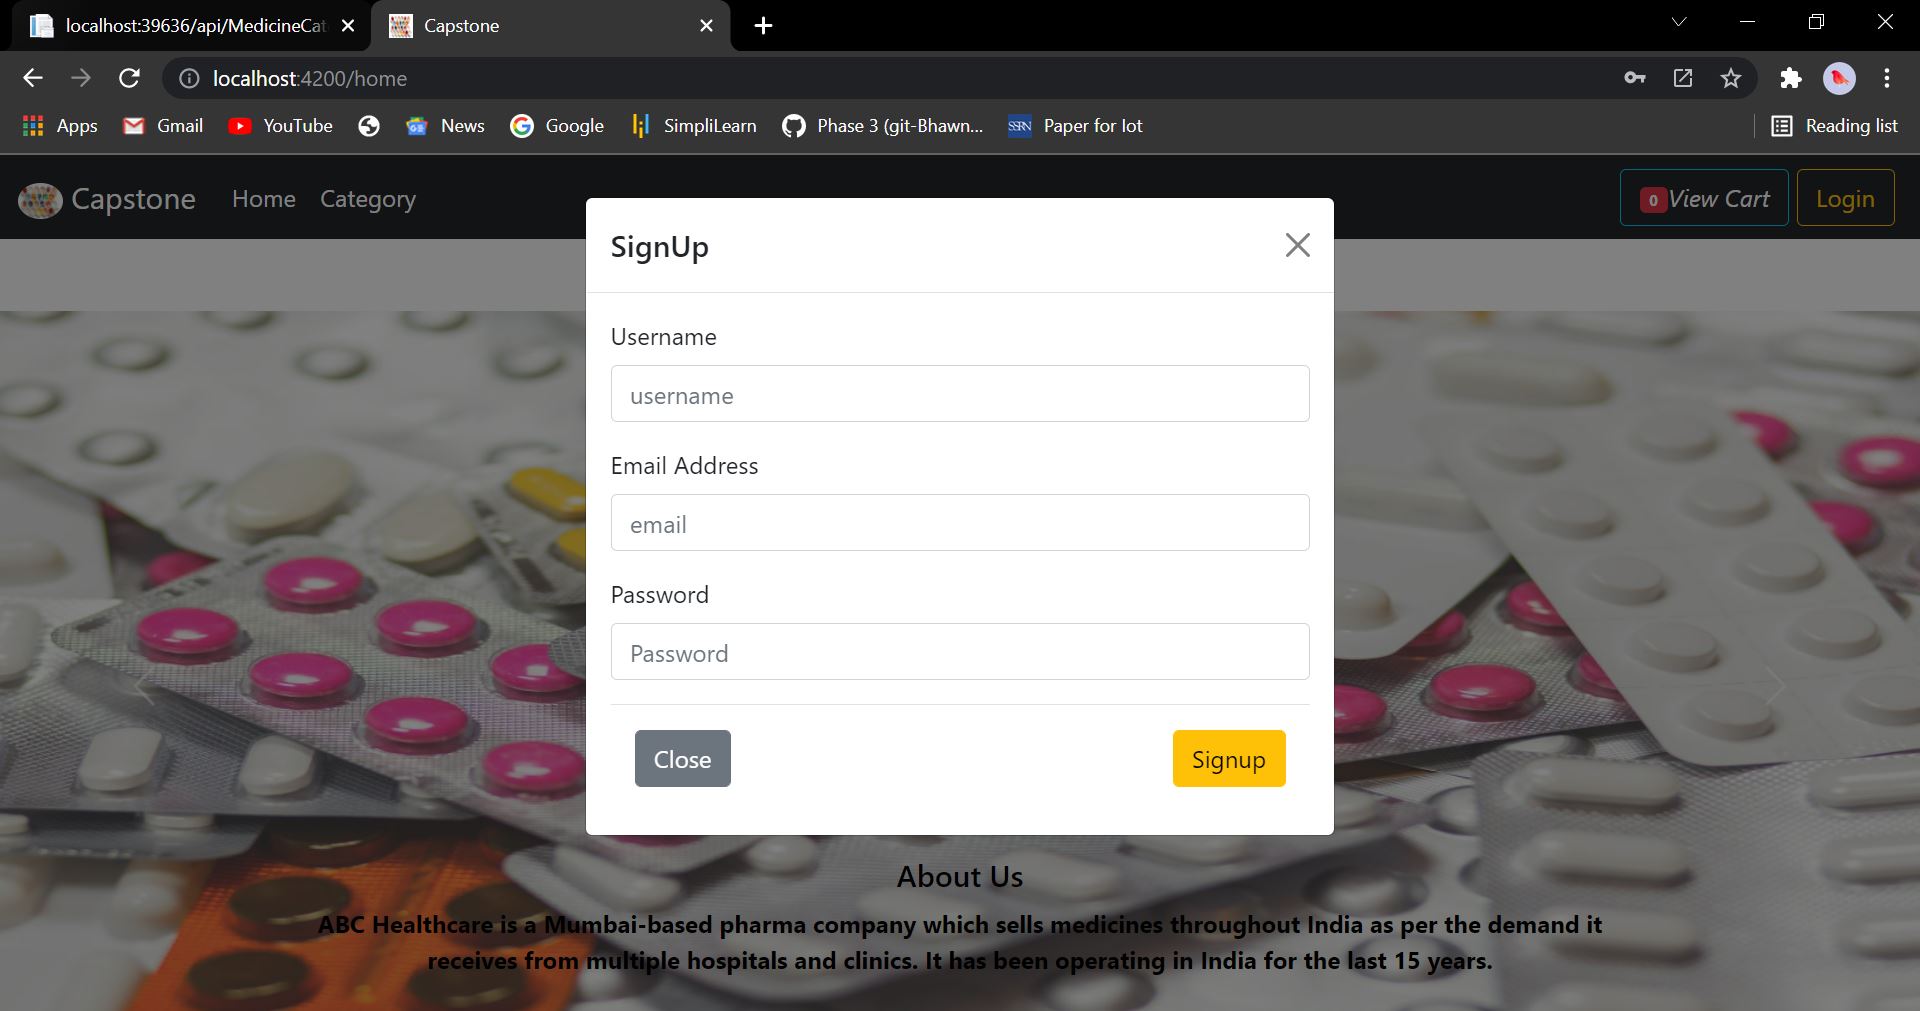 localhost:39636/api/MedicineCat
Capstone
localhost:4200/home
Apps
Gmail
YouTube
News
Google
SimpliLearn
Phase 3 (git-Bhawn...
SSRN
Paper for Iot
Reading list
Capstone
Home
Category
0 View Cart
Login
SignUp
Username
username
Email Address
email
Password
Password
Close
Signup
About Us
ABC Healthcare is a Mumbai-based pharma company which sells medicines throughout India as per the demand it
receives from multiple hospitals and clinics. It has been operating in India for the last 15 years.